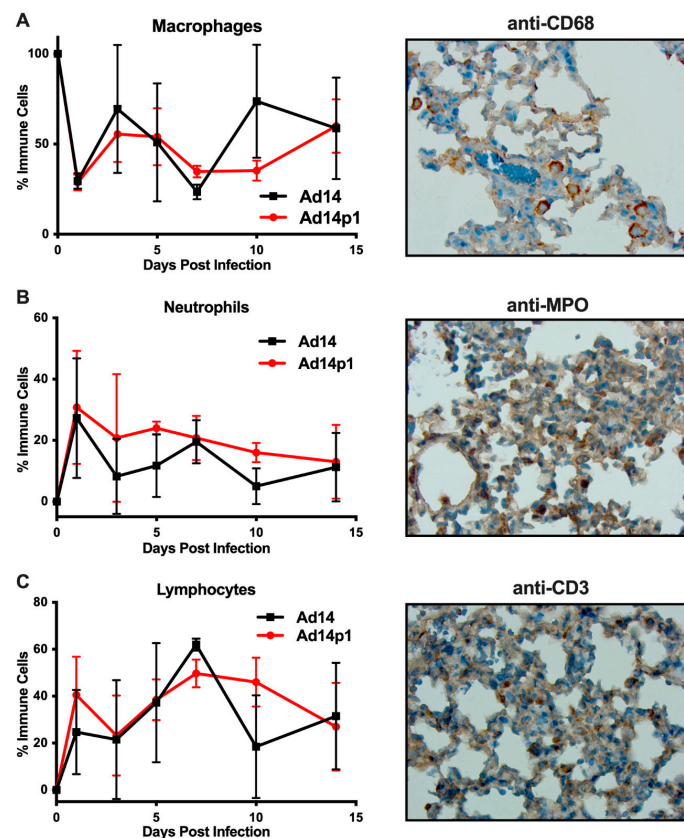 A
Macrophages
anti-CD68
% Immune Cells
100
50
0
Ad14
Ad14p1
0 5 10 15
Days Post Infection
B
Neutrophils
anti-MPO
% Immune Cells
60
40
20
0
Ad14
Ad14p1
0 5 10 15
Days Post Infection
C
Lymphocytes
anti-CD3
% Immune Cells
80
60
40
20
0
Ad14
Ad14p1
0 5 10 15
Days Post Infection